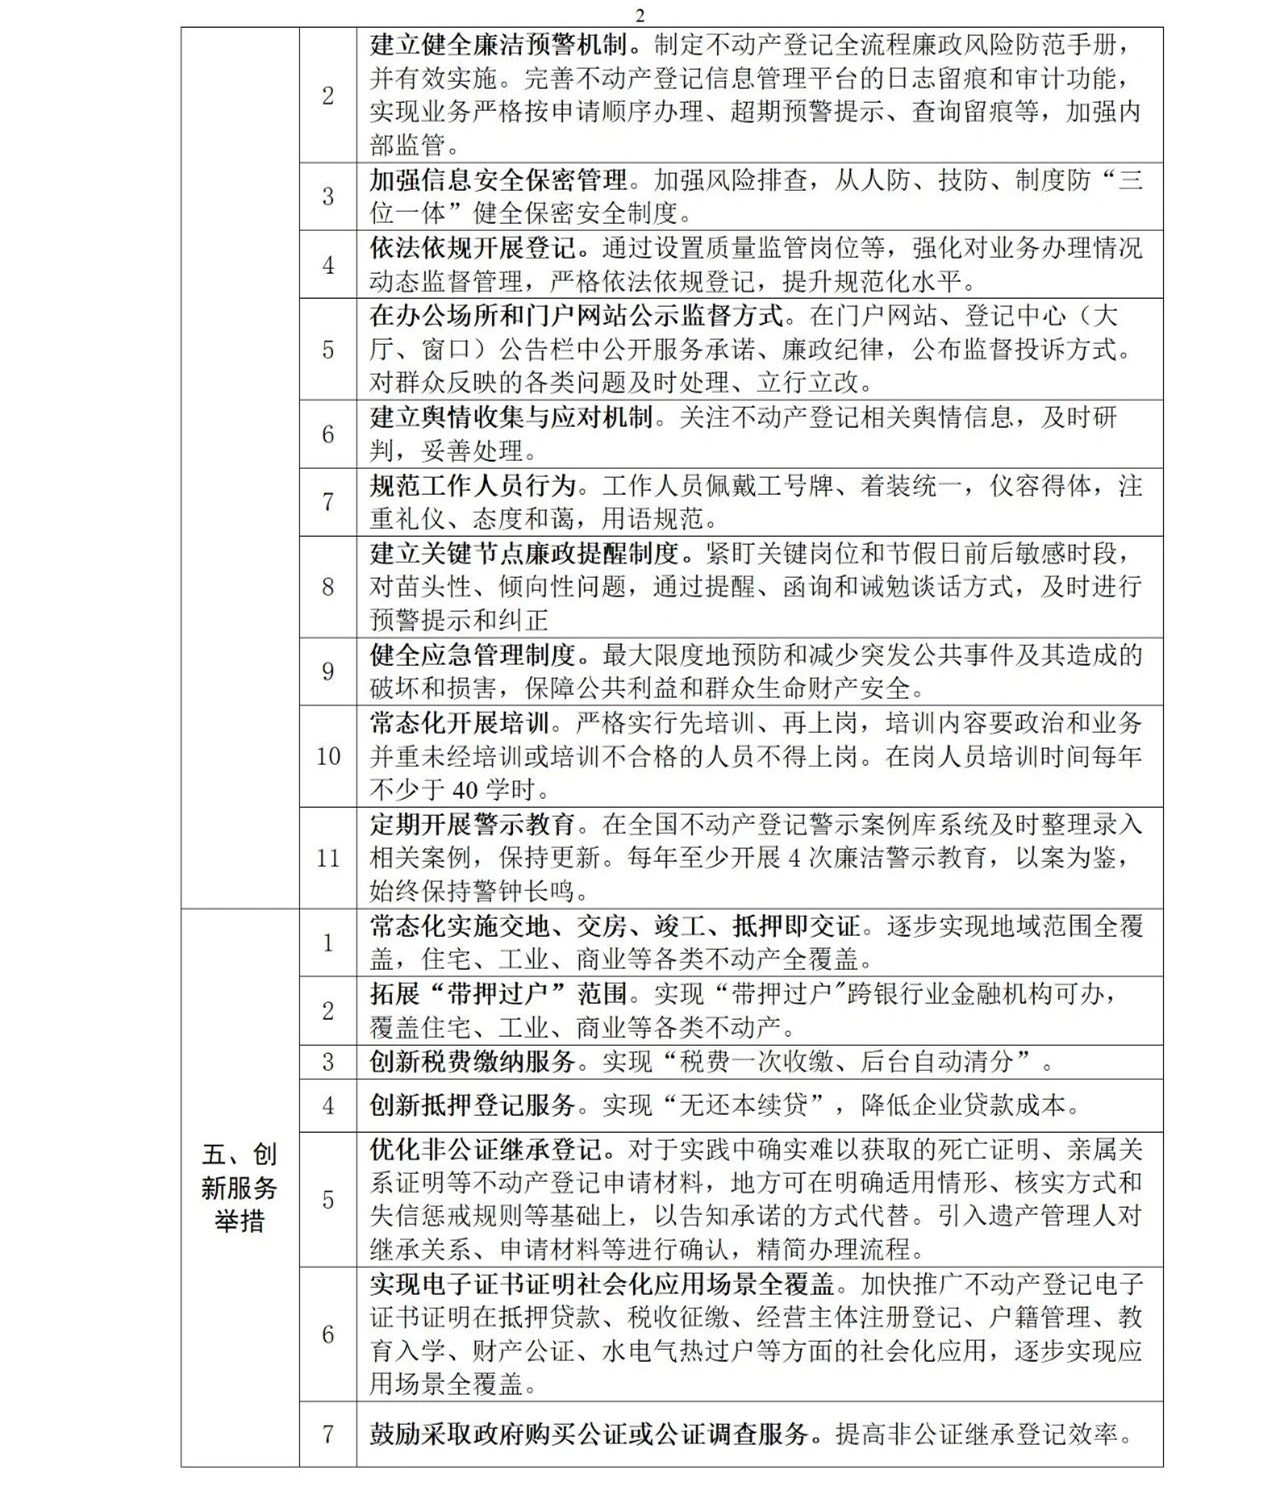 2
2
建立健全廉洁预警机制。制定不动产登记全流程廉政风险防范手册，
并有效实施。完善不动产登记信息管理平台的日志留痕和审计功能，
实现业务严格按申请顺序办理、超期预警提示、查询留痕等，加强内
部监管。
3
加强信息安全保密管理。加强风险排查，从人防、技防、制度防“三
位一体”健全保密安全制度。
4
依法依规开展登记。通过设置质量监管岗位等，强化对业务办理情况
动态监督管理，严格依法依规登记，提升规范化水平。
5
在办公场所和门户网站公示监督方式。在门户网站、登记中心（大
厅、窗口）公告栏中公开服务承诺、廉政纪律，公布监督投诉方式。
对群众反映的各类问题及时处理、立行立改。
6
建立舆情收集与应对机制。关注不动产登记相关舆情信息，及时研
判，妥善处理。
7
规范工作人员行为。工作人员佩戴工号牌、着装统一，仪容得体，注
重礼仪、态度和蔼，用语规范。
8
建立关键节点廉政提醒制度。紧盯关键岗位和节假日前后敏感时段，
对苗头性、倾向性问题，通过提醒、函询和诫勉谈话方式，及时进行
预警提示和纠正
9
健全应急管理制度。最大限度地预防和减少突发公共事件及其造成的
破坏和损害，保障公共利益和群众生命财产安全。
10
常态化开展培训。严格实行先培训、再上岗，培训内容要政治和业务
并重未经培训或培训不合格的人员不得上岗。在岗人员培训时间每年
不少于 40 学时。
11
定期开展警示教育。在全国不动产登记警示案例库系统及时整理录入
相关案例，保持更新。每年至少开展 4 次廉洁警示教育，以案为鉴，
始终保持警钟长鸣。
五、创
新服务
举措
1
常态化实施交地、交房、竣工、抵押即交证。逐步实现地域范围全覆
盖，住宅、工业、商业等各类不动产全覆盖。
2
拓展“带押过户”范围。实现“带押过户"跨银行业金融机构可办，
覆盖住宅、工业、商业等各类不动产。
3
创新税费缴纳服务。实现“税费一次收缴、后台自动清分”。
4
创新抵押登记服务。实现“无还本续贷”，降低企业贷款成本。
5
优化非公证继承登记。对于实践中确实难以获取的死亡证明、亲属关
系证明等不动产登记申请材料，地方可在明确适用情形、核实方式和
失信惩戒规则等基础上，以告知承诺的方式代替。引入遗产管理人对
继承关系、申请材料等进行确认，精简办理流程。
6
实现电子证书证明社会化应用场景全覆盖。加快推广不动产登记电子
证书证明在抵押贷款、税收征缴、经营主体注册登记、户籍管理、教
育入学、财产公证、水电气热过户等方面的社会化应用，逐步实现应
用场景全覆盖。
7
鼓励采取政府购买公证或公证调查服务。提高非公证继承登记效率。